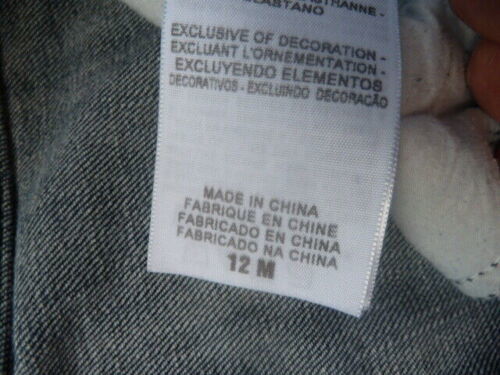 ELASTANO
EXCLUSIVE OF DECORATION -
EXCLUANT L'ORNEMENTATION -
EXCLUYENDO ELEMENTOS
DECORATIVOS - EXCLUINDO DECORAÇÃO
MADE IN CHINA
FABRIQUE EN CHINE
FABRICADO EN CHINA
FABRICADO NA CHINA
12 M